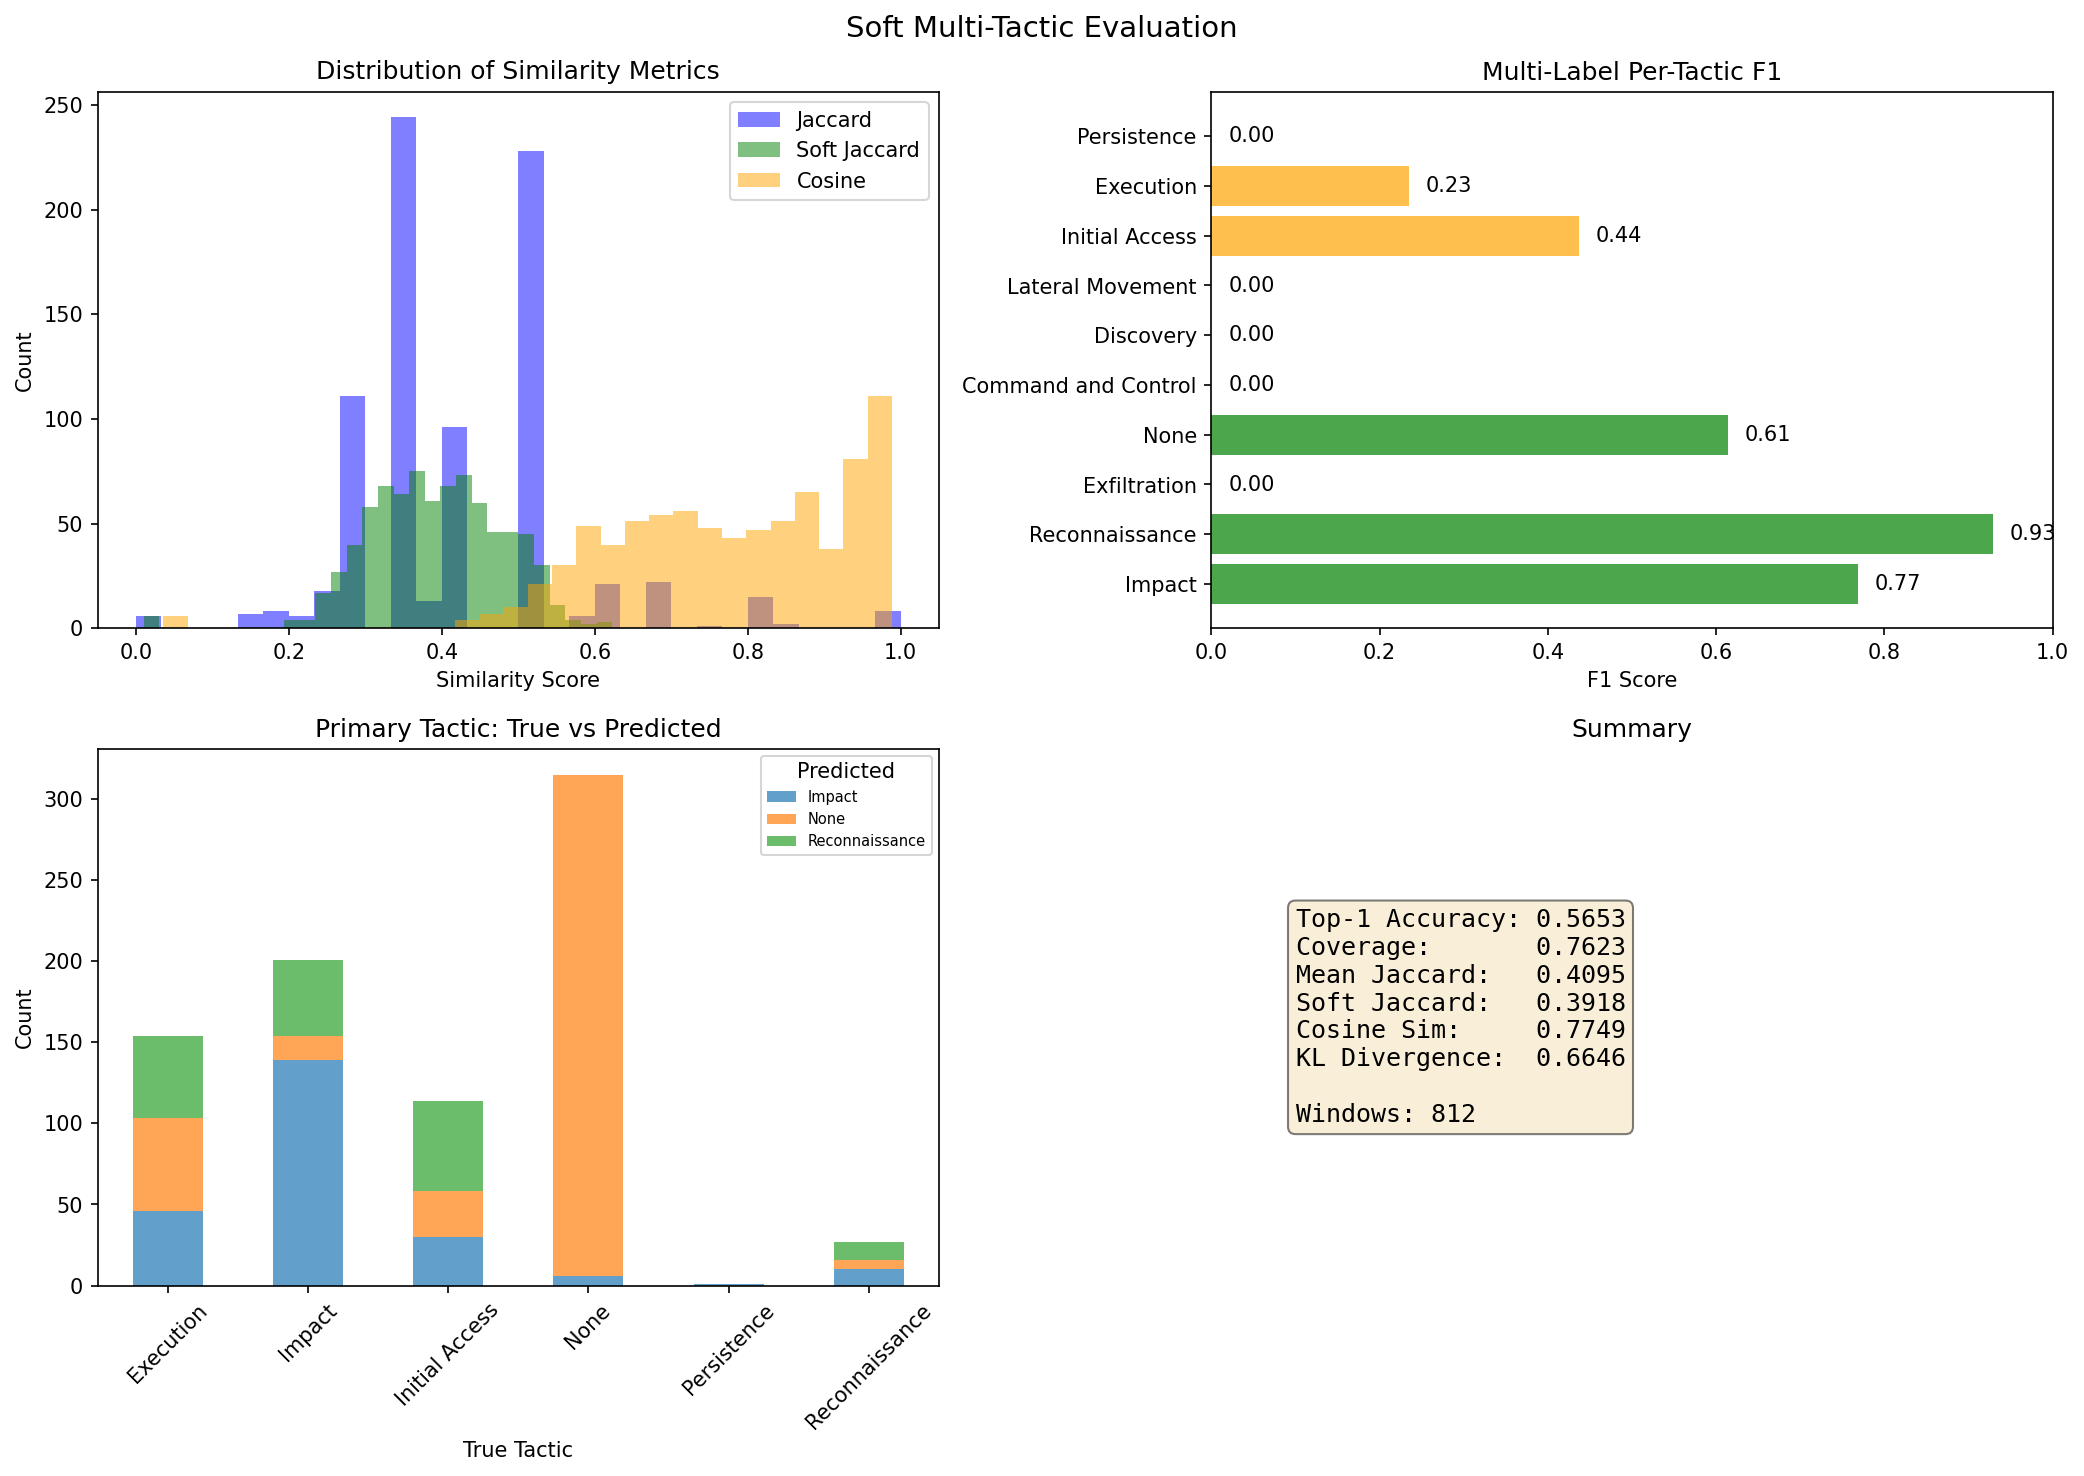 Soft Multi-Tactic Evaluation
Distribution of Similarity Metrics
250
200
150
100
50
0
Count
0.0 0.2 0.4 0.6 0.8 1.0
Similarity Score
Jaccard
Soft Jaccard
Cosine
Multi-Label Per-Tactic F1
Persistence 0.00
Execution 0.23
Initial Access 0.44
Lateral Movement 0.00
Discovery 0.00
Command and Control 0.00
None 0.61
Exfiltration 0.00
Reconnaissance 0.93
Impact 0.77
0.0 0.2 0.4 0.6 0.8 1.0
F1 Score
Primary Tactic: True vs Predicted
300
250
200
150
100
50
0
Count
Predicted
Impact
None
Reconnaissance
Execution
Impact
Initial Access
None
Persistence
Reconnaissance
True Tactic
Summary
Top-1 Accuracy: 0.5653
Coverage: 0.7623
Mean Jaccard: 0.4095
Soft Jaccard: 0.3918
Cosine Sim: 0.7749
KL Divergence: 0.6646
Windows: 812